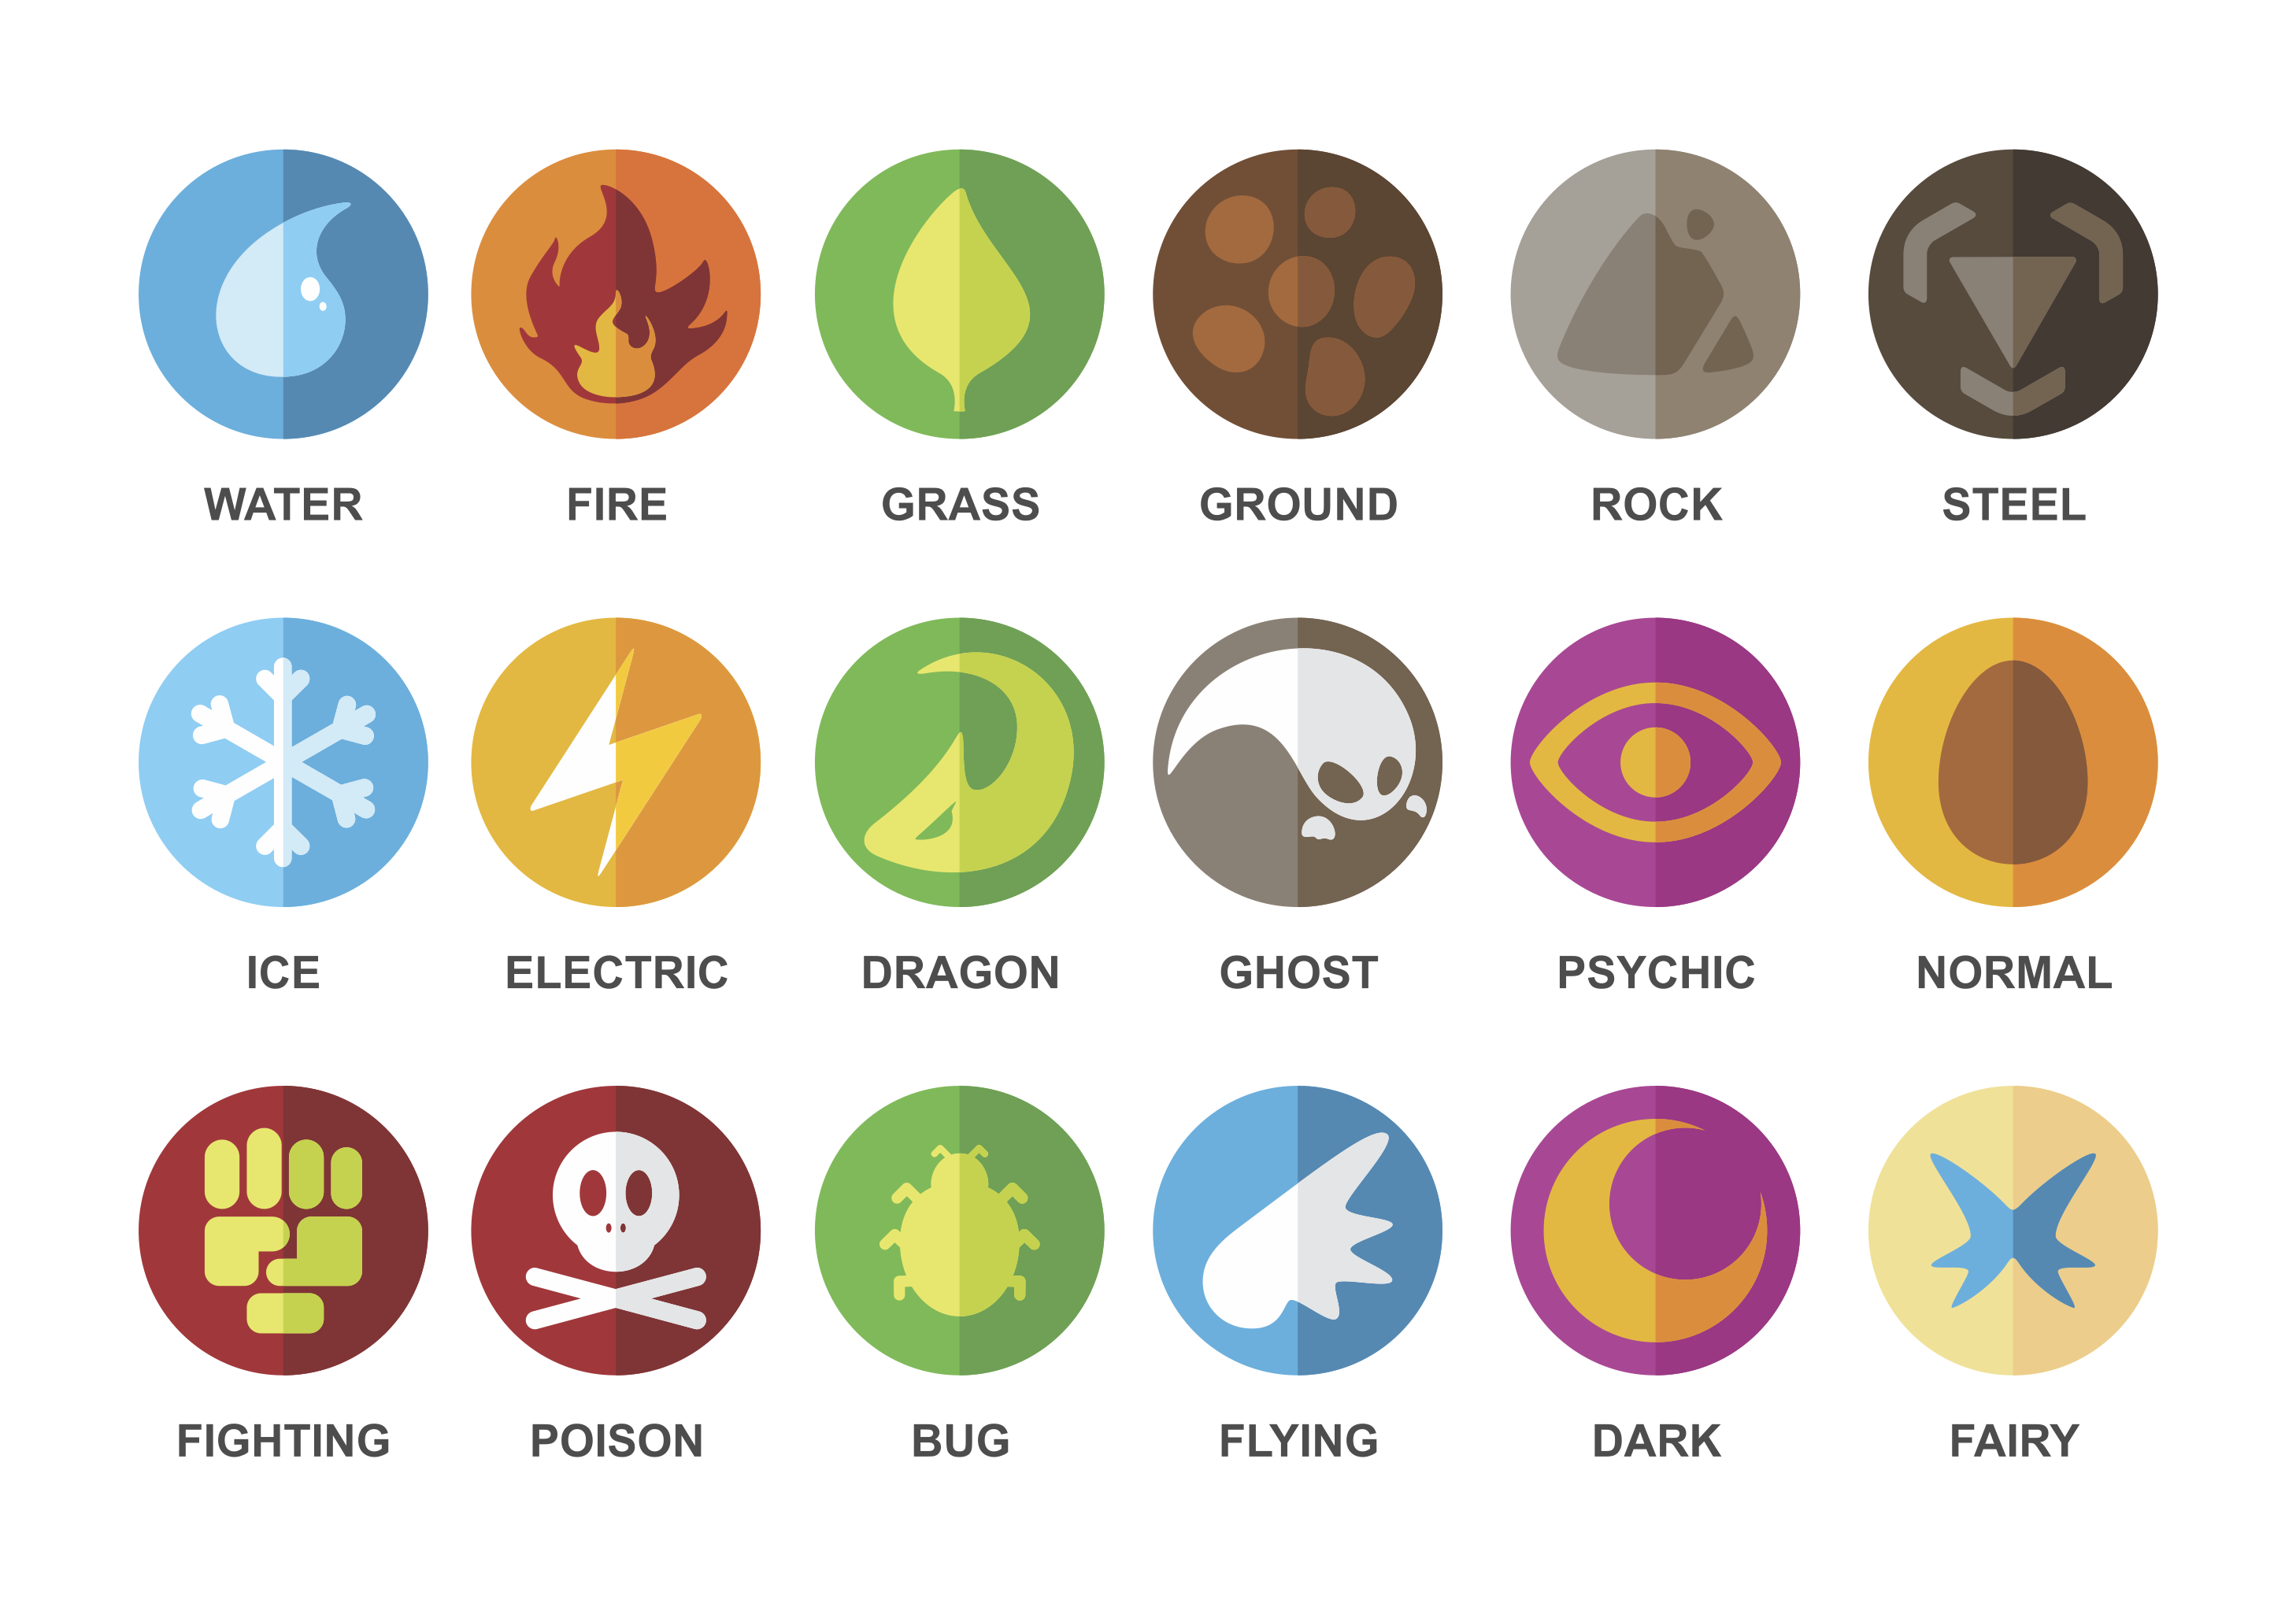 WATER FIRE GRASS GROUND ROCK STEEL
ICE ELECTRIC DRAGON GHOST PSYCHIC NORMAL
FIGHTING POISON BUG FLYING DARK FAIRY